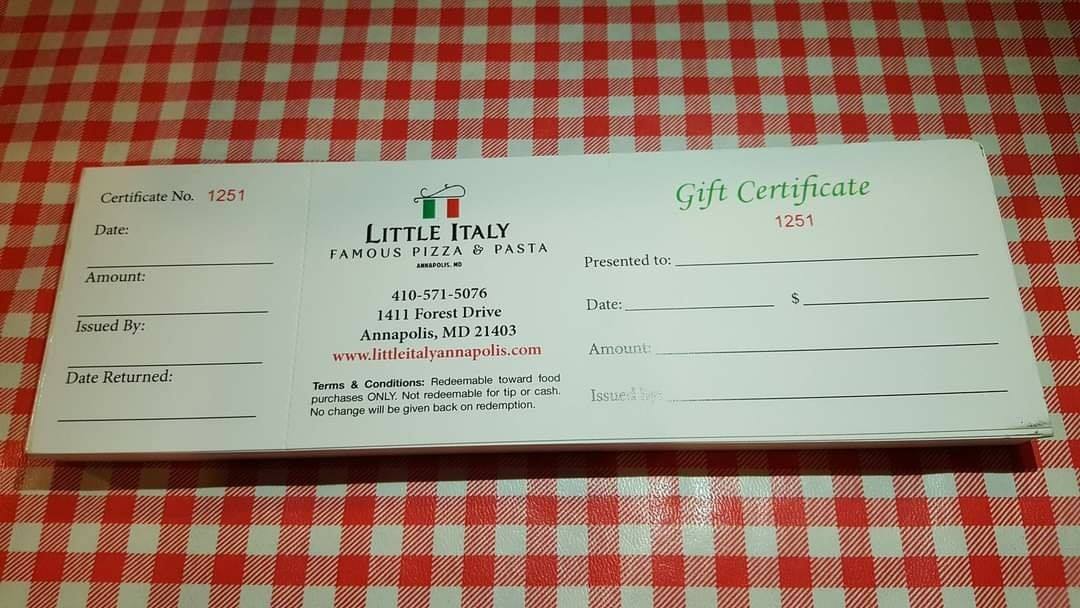 Certificate No. 1251
Date:
Amount:
Issued By:
Date Returned:
LITTLE ITALY
FAMOUS PIZZA & PASTA
ANNAPOLIS, MD
410-571-5076
1411 Forest Drive
Annapolis, MD 21403
www.littleitalyannapolis.com
Terms & Conditions: Redeemable toward food
purchases ONLY. Not redeemable for tip or cash.
No change will be given back on redemption.
Gift Certificate
1251
Presented to:
Date: $
Amount:
Issued By: